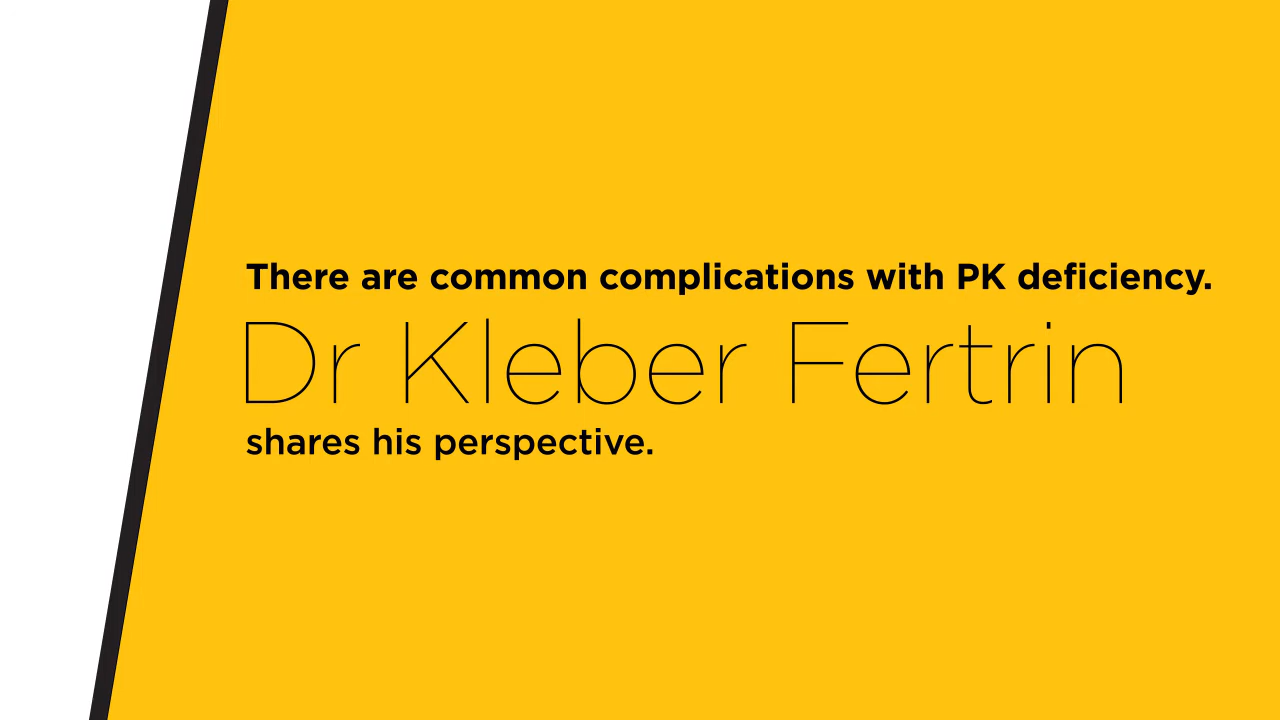 There are common complications with PK deficiency.
Dr Kleber Fertrin
shares his perspective.